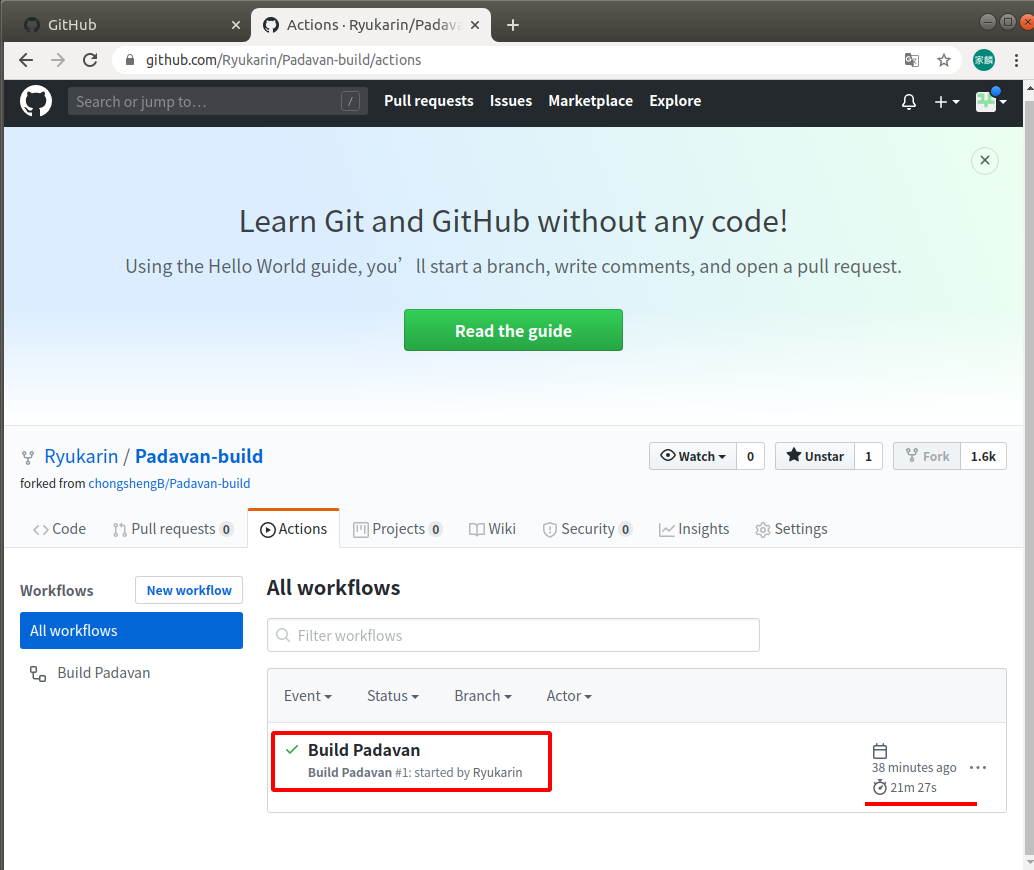 GitHub
Actions · Ryukarin/Padava
github.com/Ryukarin/Padavan-build/actions
家麟
Search or jump to…
/
Pull requests Issues Marketplace Explore
Learn Git and GitHub without any code!
Using the Hello World guide, you’ll start a branch, write comments, and open a pull request.
Read the guide
Ryukarin / Padavan-build
Watch 0 Unstar 1 Fork 1.6k
forked from chongshengB/Padavan-build
Code Pull requests 0 Actions Projects 0 Wiki Security 0 Insights Settings
Workflows
New workflow
All workflows
Build Padavan
All workflows
Filter workflows
Event Status Branch Actor
Build Padavan
Build Padavan #1: started by Ryukarin
38 minutes ago
21m 27s